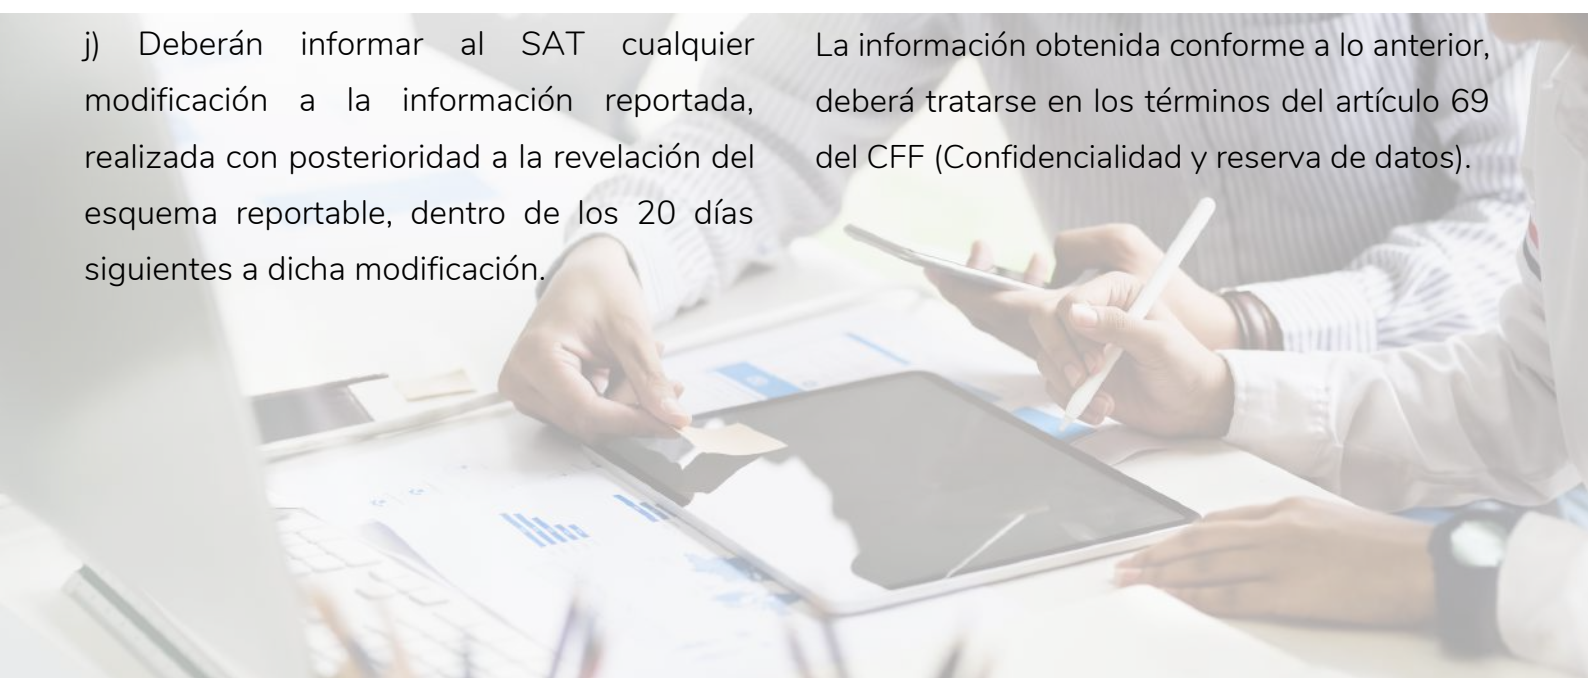 j) Deberán informar al SAT cualquier
modificación a la información reportada,
realizada con posterioridad a la revelación del
esquema reportable, dentro de los 20 días
siguientes a dicha modificación.
La información obtenida conforme a lo anterior,
deberá tratarse en los términos del artículo 69
del CFF (Confidencialidad y reserva de datos).